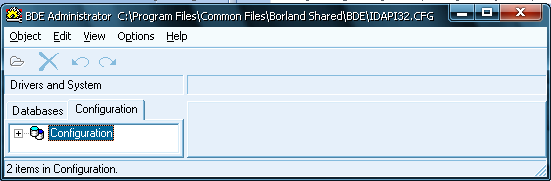 BDE Administrator  C:\Program Files\Common Files\Borland Shared\BDE\IDAPI32.CFG
Object Edit View Options Help
Drivers and System
Databases Configuration
Configuration
2 items in Configuration.